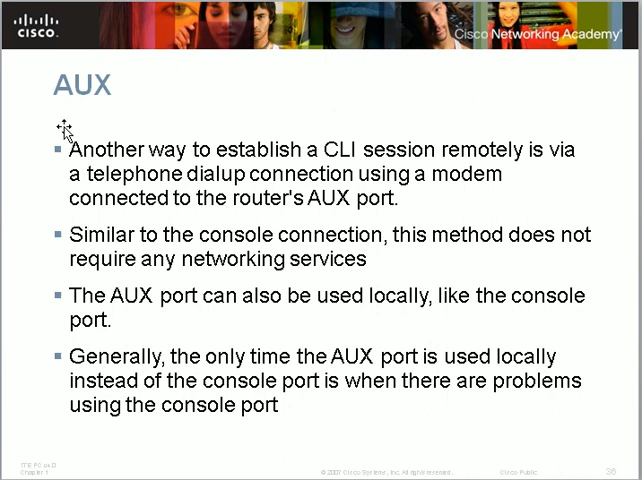 CISCO.
Cisco Networking Academy®
AUX
Another way to establish a CLI session remotely is via
a telephone dialup connection using a modem
connected to the router's AUX port.
Similar to the console connection, this method does not
require any networking services
The AUX port can also be used locally, like the console
port.
Generally, the only time the AUX port is used locally
instead of the console port is when there are problems
using the console port
ITE PC v4.0
Chapter 1
© 2007 Cisco Systems, Inc. All rights reserved.
Cisco Public
36